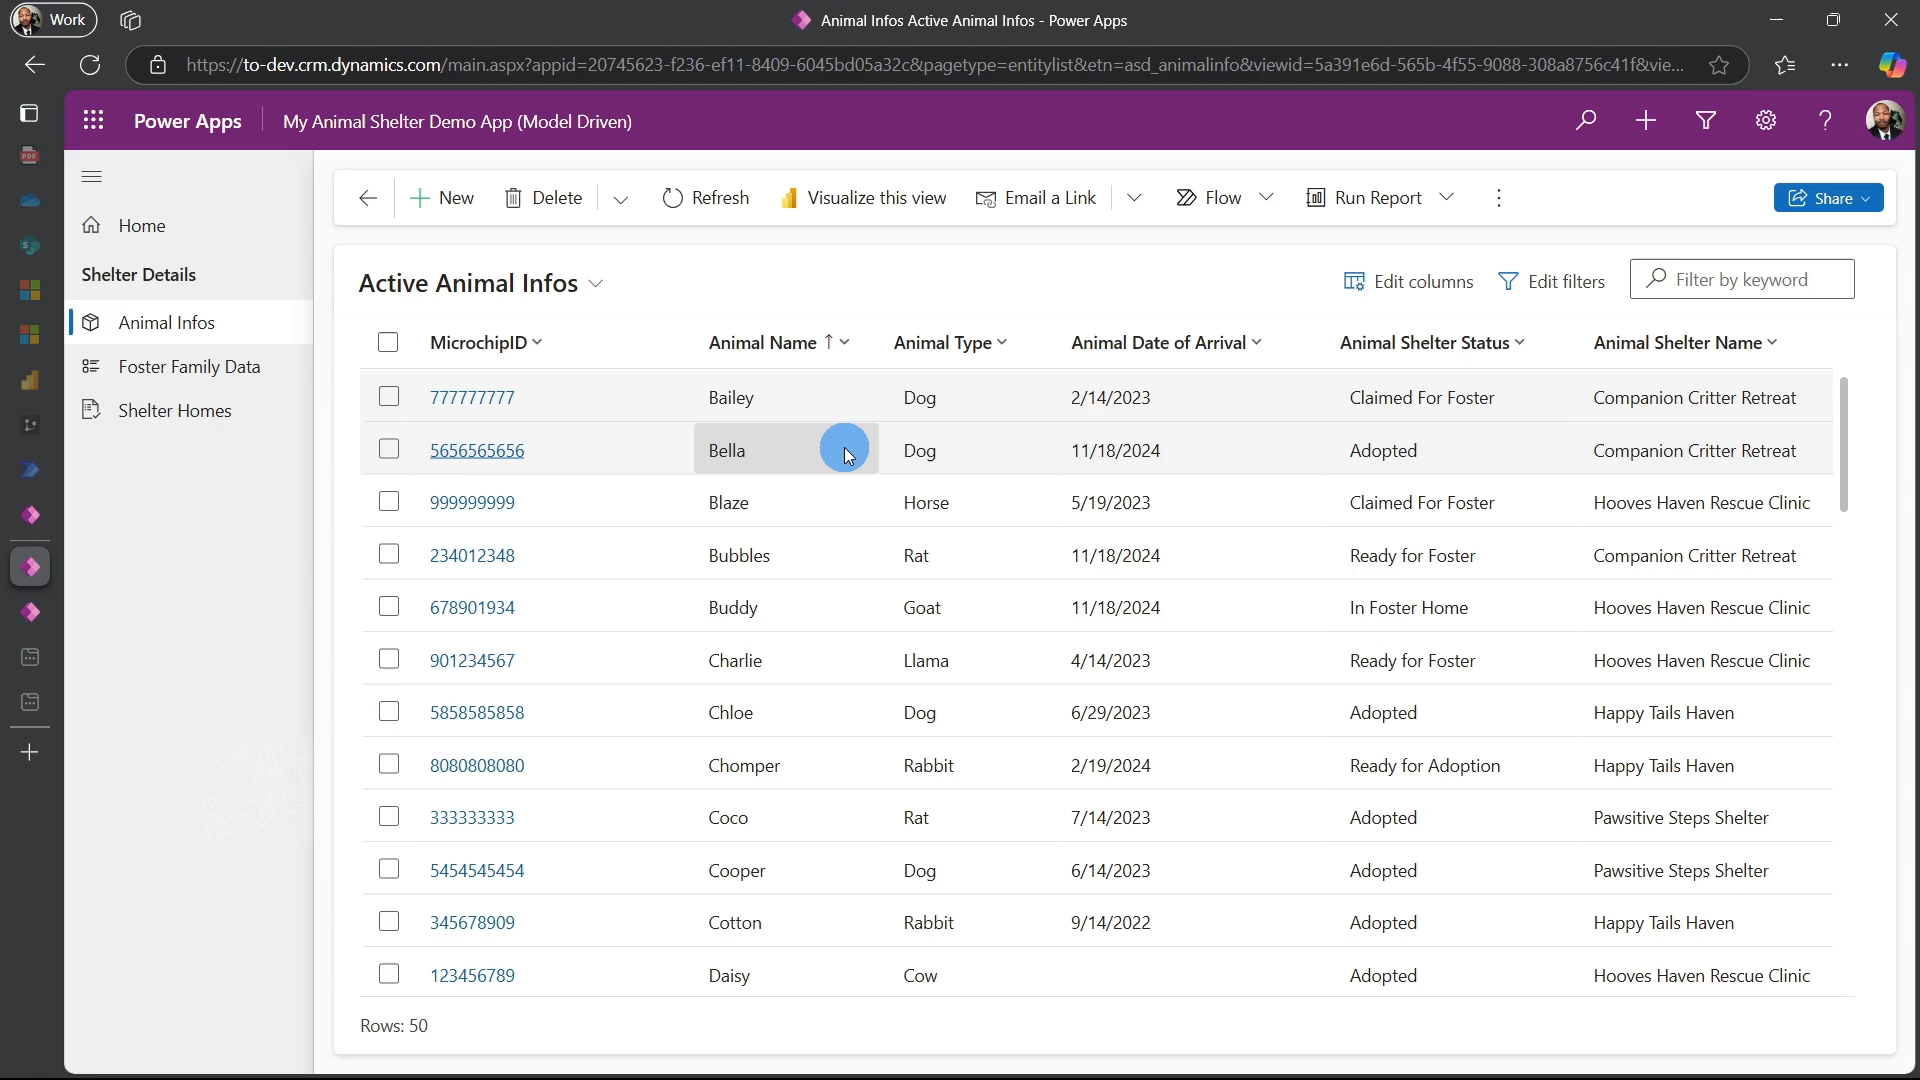 Work
Animal Infos Active Animal Infos - Power Apps
https://to-dev.crm.dynamics.com/main.aspx?appid=20745623-f236-ef11-8409-6045bd05a32c&pagetype=entitylist&etn=asd_animalinfo&viewid=5a391e6d-565b-4f55-9088-308a8756c41f&vie...
Power Apps
My Animal Shelter Demo App (Model Driven)
Home
Shelter Details
Animal Infos
Foster Family Data
Shelter Homes
New Delete Refresh Visualize this view Email a Link Flow Run Report Share
Active Animal Infos
Edit columns Edit filters Filter by keyword
MicrochipID Animal Name ↑ Animal Type Animal Date of Arrival Animal Shelter Status Animal Shelter Name
777777777 Bailey Dog 2/14/2023 Claimed For Foster Companion Critter Retreat
5656565656 Bella Dog 11/18/2024 Adopted Companion Critter Retreat
999999999 Blaze Horse 5/19/2023 Claimed For Foster Hooves Haven Rescue Clinic
234012348 Bubbles Rat 11/18/2024 Ready for Foster Companion Critter Retreat
678901934 Buddy Goat 11/18/2024 In Foster Home Hooves Haven Rescue Clinic
901234567 Charlie Llama 4/14/2023 Ready for Foster Hooves Haven Rescue Clinic
5858585858 Chloe Dog 6/29/2023 Adopted Happy Tails Haven
8080808080 Chomper Rabbit 2/19/2024 Ready for Adoption Happy Tails Haven
333333333 Coco Rat 7/14/2023 Adopted Pawsitive Steps Shelter
5454545454 Cooper Dog 6/14/2023 Adopted Pawsitive Steps Shelter
345678909 Cotton Rabbit 9/14/2022 Adopted Happy Tails Haven
123456789 Daisy Cow Adopted Hooves Haven Rescue Clinic
Rows: 50
PDF